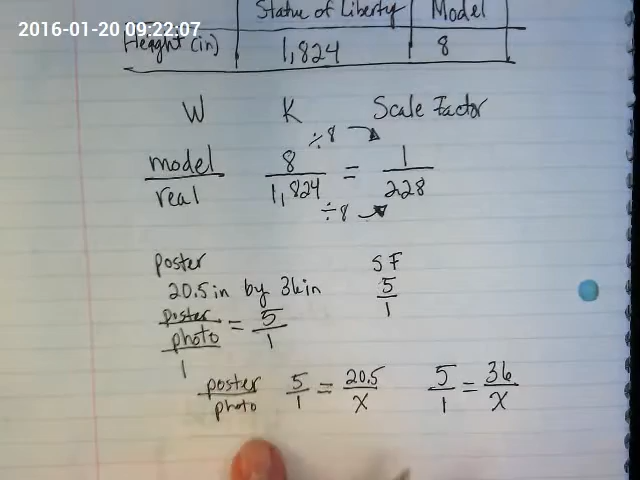 2016-01-20 09:22:07
Statue of Liberty Model
Heaght (in) 1,824 8
W K Scale Factor
÷8
model 8 = 1
real 1,824 228
÷8
poster SF
20.5in by 36in 5
1
poster = 5
photo 1
1
poster 5 = 20.5 5 = 36
photo 1 x 1 x